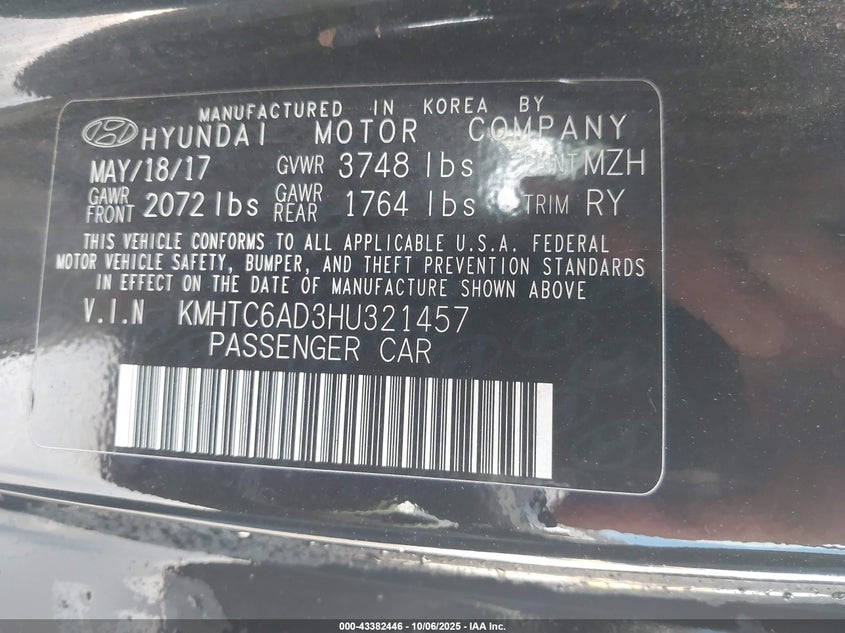 MANUFACTURED IN KOREA BY
HYUNDAI MOTOR COMPANY
MAY/18/17 GVWR 3748 lbs PAINT MZH
GAWR FRONT 2072 lbs GAWR REAR 1764 lbs TRIM RY
THIS VEHICLE CONFORMS TO ALL APPLICABLE U.S.A. FEDERAL
MOTOR VEHICLE SAFETY, BUMPER, AND THEFT PREVENTION STANDARDS
IN EFFECT ON THE DATE OF MANUFACTURE SHOWN ABOVE
V.I.N KMHTC6AD3HU321457
PASSENGER CAR
000-43382446 - 10/06/2025 - IAA Inc.